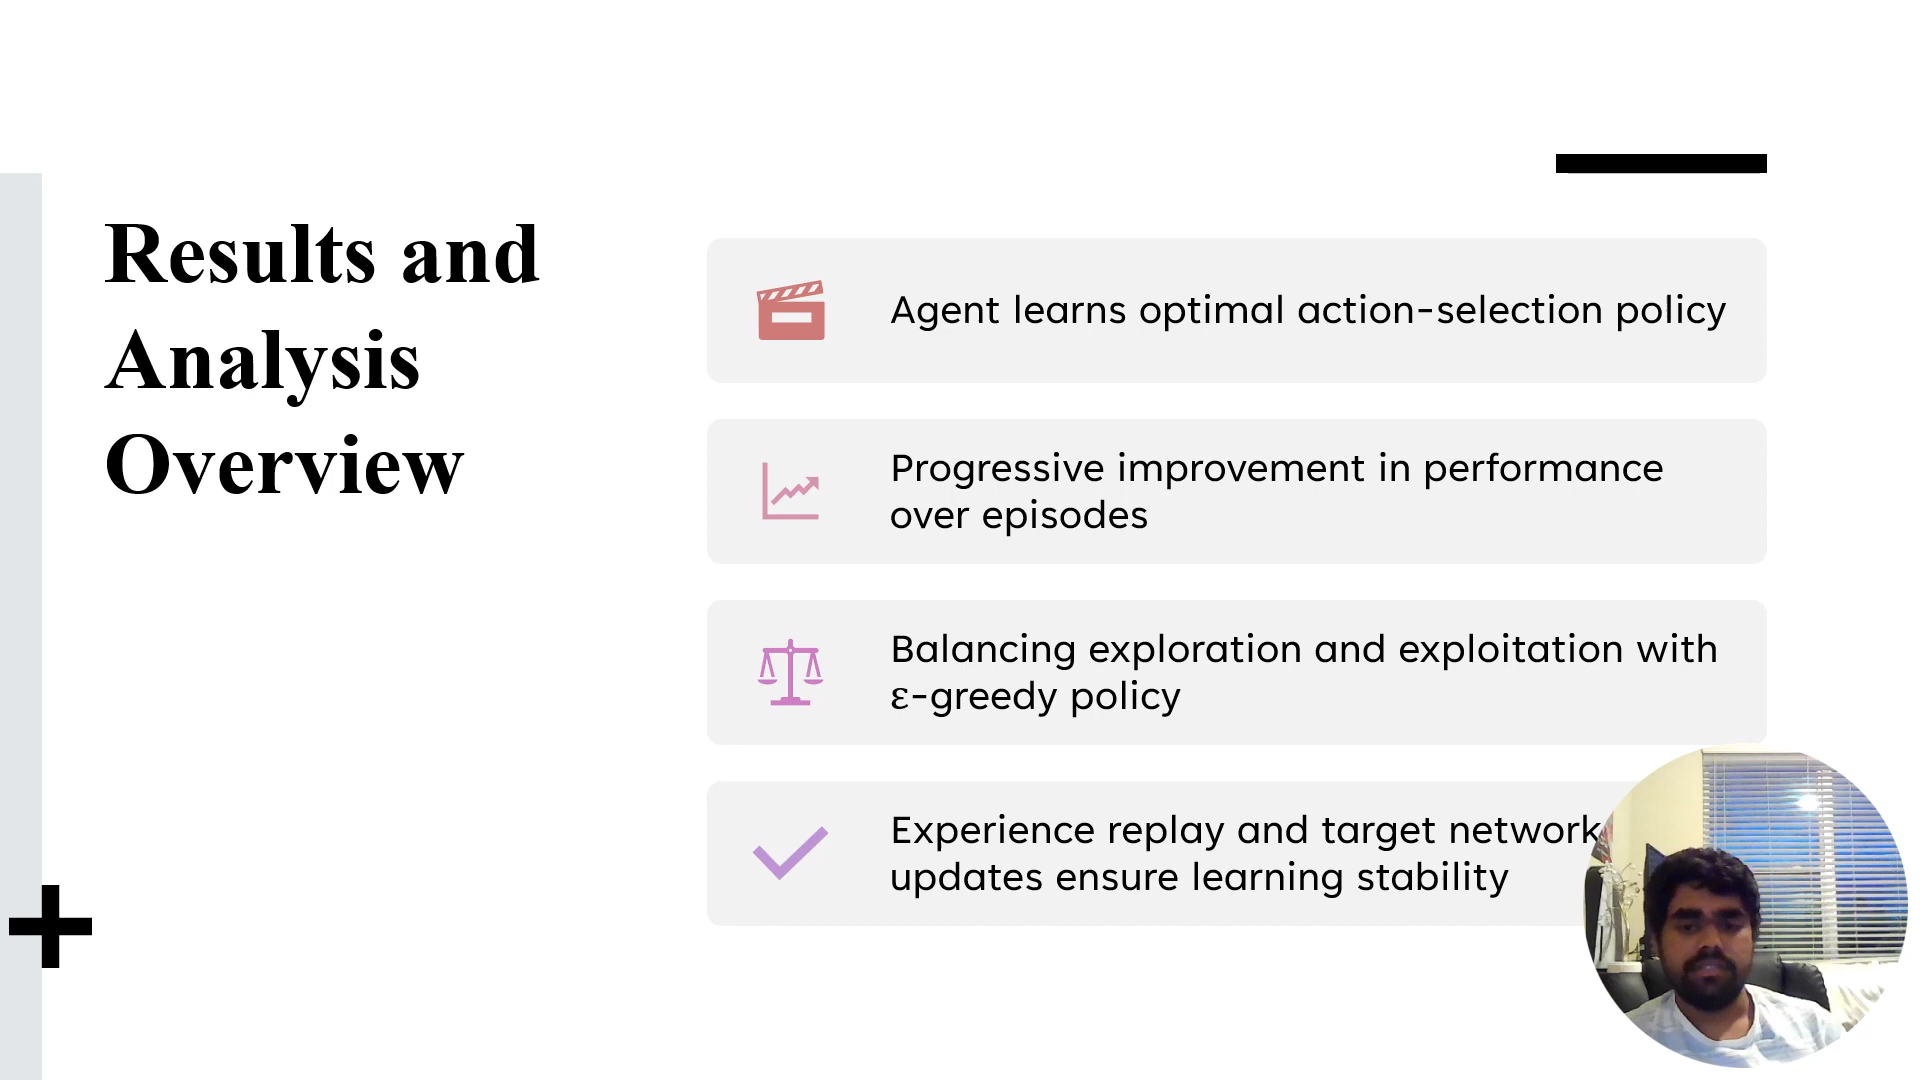 Results and
Analysis
Overview
Agent learns optimal action-selection policy
Progressive improvement in performance
over episodes
Balancing exploration and exploitation with
ε-greedy policy
Experience replay and target network
updates ensure learning stability